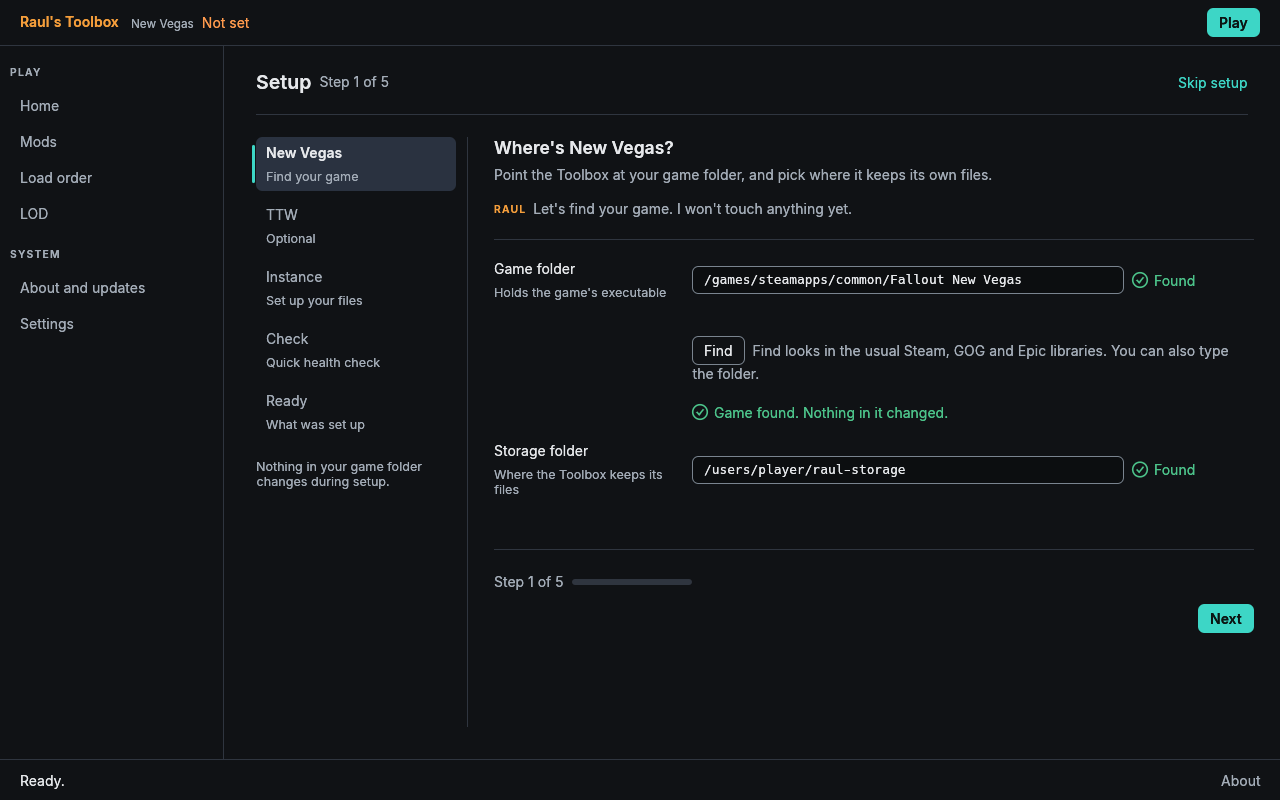 Raul's Toolbox New Vegas Not set
Play
PLAY
Home
Mods
Load order
LOD
SYSTEM
About and updates
Settings
Setup Step 1 of 5
Skip setup
New Vegas
Find your game
TTW
Optional
Instance
Set up your files
Check
Quick health check
Ready
What was set up
Nothing in your game folder
changes during setup.
Where's New Vegas?
Point the Toolbox at your game folder, and pick where it keeps its own files.
RAUL Let's find your game. I won't touch anything yet.
Game folder
Holds the game's executable
/games/steamapps/common/Fallout New Vegas
Found
Find Find looks in the usual Steam, GOG and Epic libraries. You can also type
the folder.
Game found. Nothing in it changed.
Storage folder
Where the Toolbox keeps its
files
/users/player/raul-storage
Found
Step 1 of 5
Next
Ready.
About